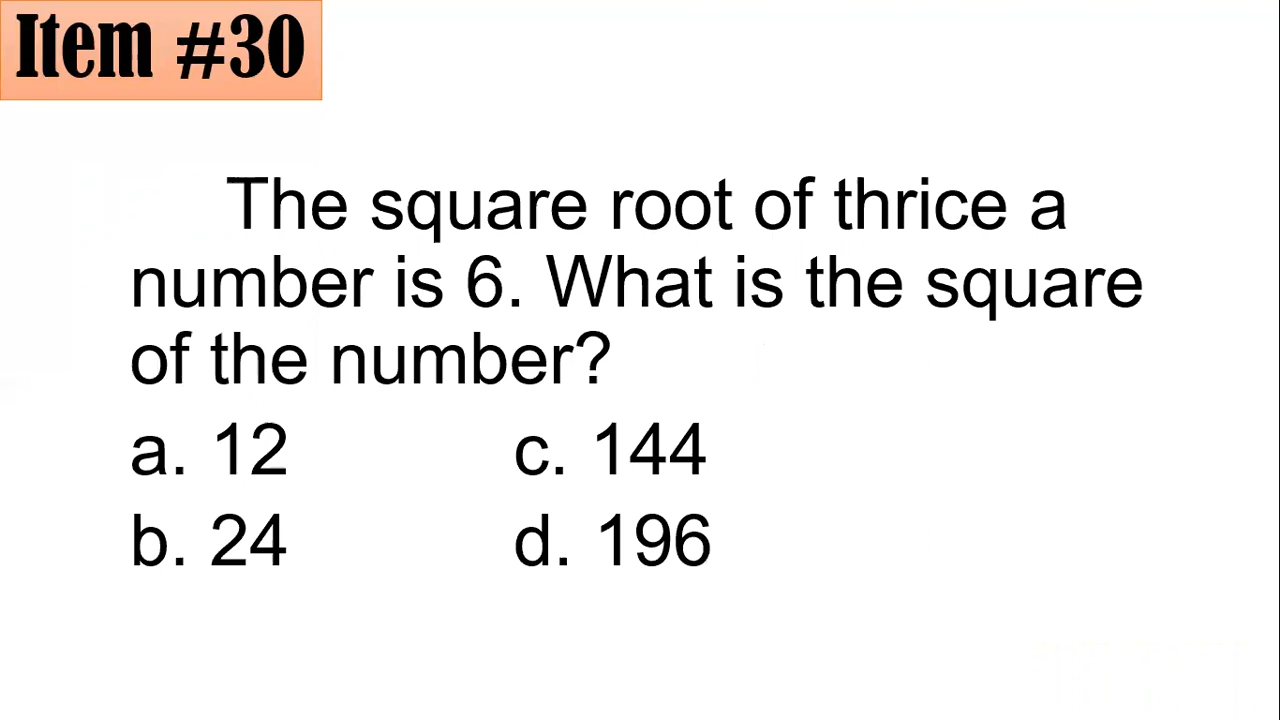 Item #30
The square root of thrice a
number is 6. What is the square
of the number?
a. 12 c. 144
b. 24 d. 196